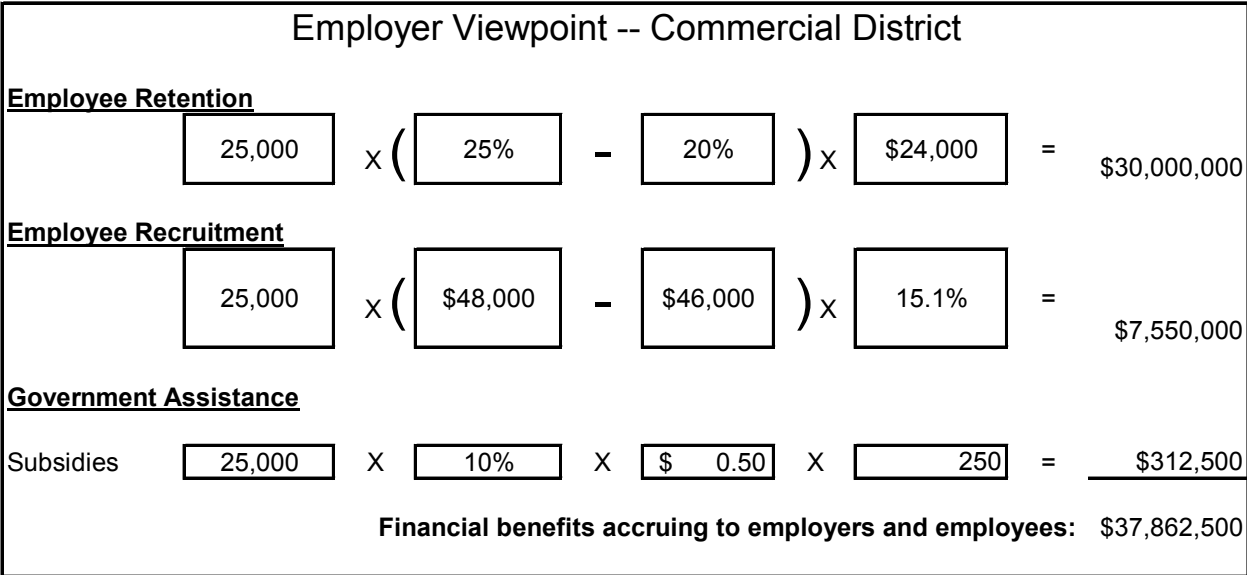 Employer Viewpoint -- Commercial District
Employee Retention
25,000 X ( 25% - 20% ) X $24,000 = $30,000,000
Employee Recruitment
25,000 X ( $48,000 - $46,000 ) X 15.1% = $7,550,000
Government Assistance
Subsidies 25,000 X 10% X $ 0.50 X 250 = $312,500
Financial benefits accruing to employers and employees: $37,862,500